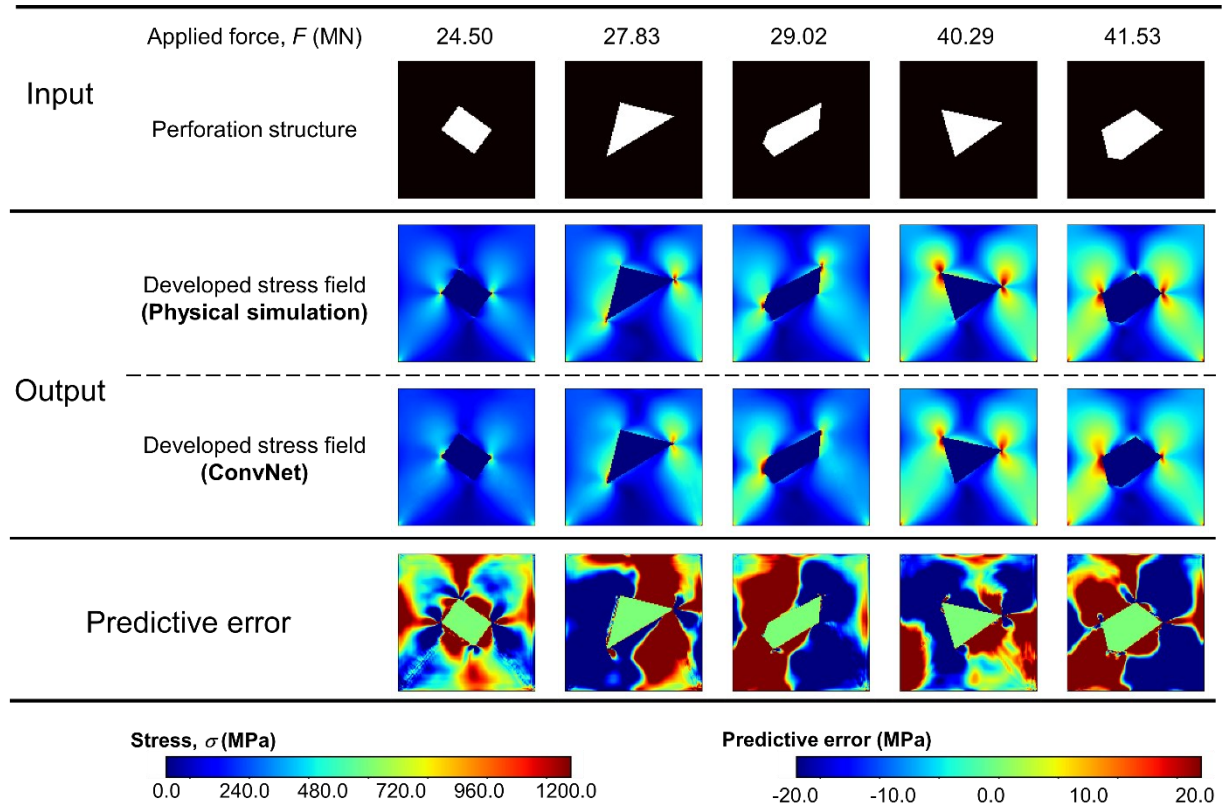 Applied force, F (MN) 24.50 27.83 29.02 40.29 41.53
Input
Perforation structure
Developed stress field
(Physical simulation)
Output
Developed stress field
(ConvNet)
Predictive error
Stress, σ (MPa)
0.0 240.0 480.0 720.0 960.0 1200.0
Predictive error (MPa)
-20.0 -10.0 0.0 10.0 20.0